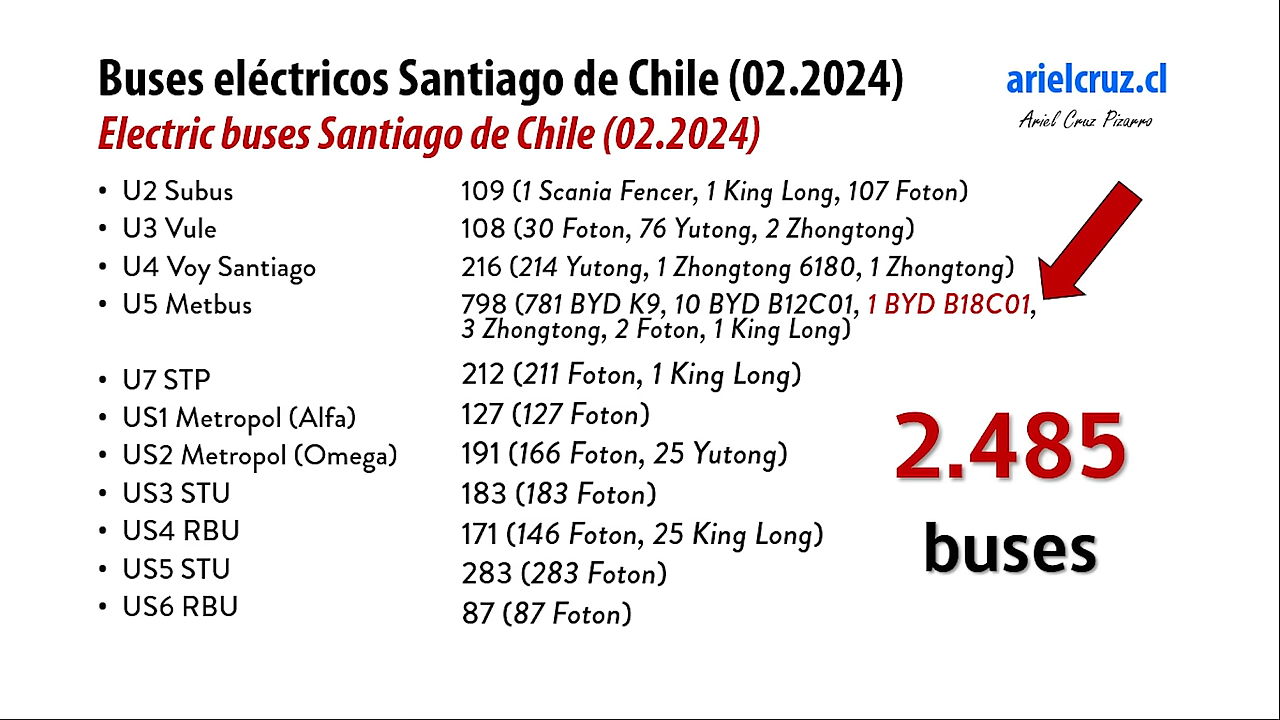 Buses eléctricos Santiago de Chile (02.2024)
arielcruz.cl
Electric buses Santiago de Chile (02.2024)
Ariel Cruz Pizarro
• U2 Subus 109 (1 Scania Fencer, 1 King Long, 107 Foton)
• U3 Vule 108 (30 Foton, 76 Yutong, 2 Zhongtong)
• U4 Voy Santiago 216 (214 Yutong, 1 Zhongtong 6180, 1 Zhongtong)
• U5 Metbus 798 (781 BYD K9, 10 BYD B12C01, 1 BYD B18C01,
3 Zhongtong, 2 Foton, 1 King Long)
• U7 STP 212 (211 Foton, 1 King Long)
• US1 Metropol (Alfa) 127 (127 Foton)
• US2 Metropol (Omega) 191 (166 Foton, 25 Yutong)
• US3 STU 183 (183 Foton)
• US4 RBU 171 (146 Foton, 25 King Long)
• US5 STU 283 (283 Foton)
• US6 RBU 87 (87 Foton)
2.485
buses